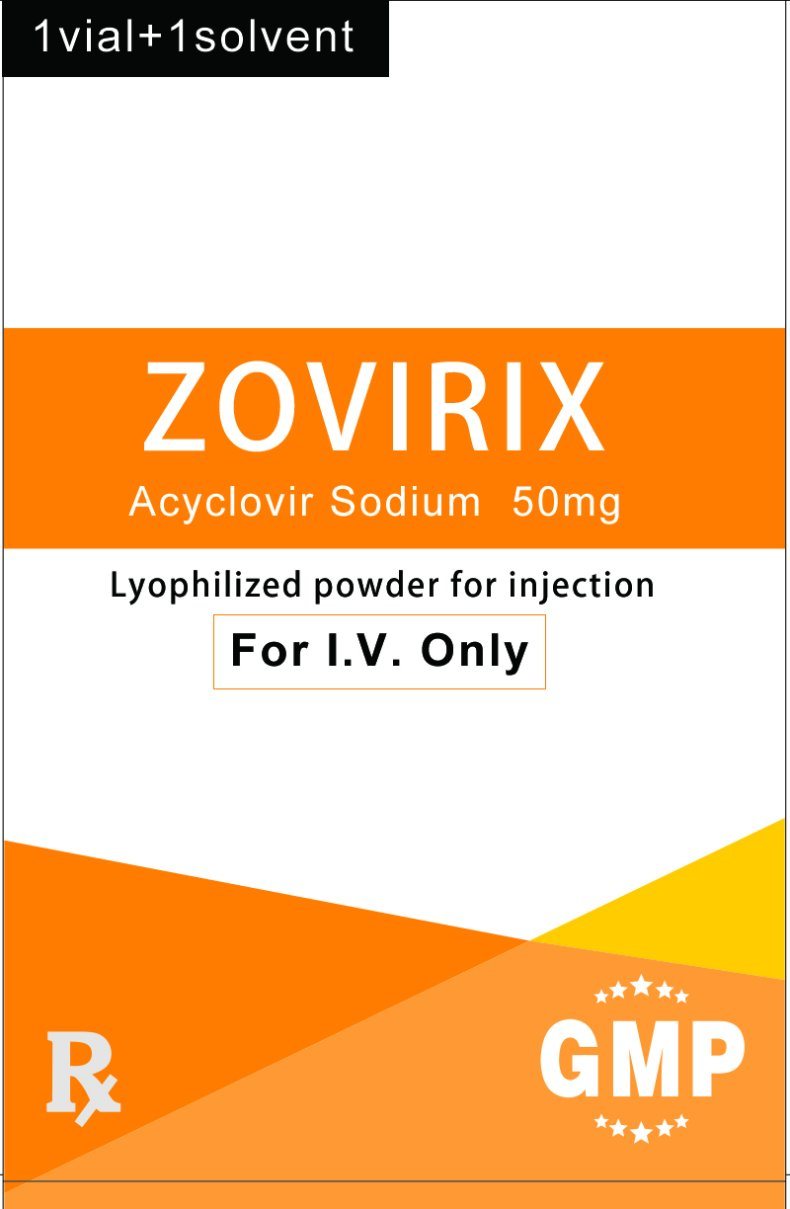 1vial+1solvent
ZOVIRIX
Acyclovir Sodium 50mg
Lyophilized powder for injection
For I.V. Only
℞
GMP